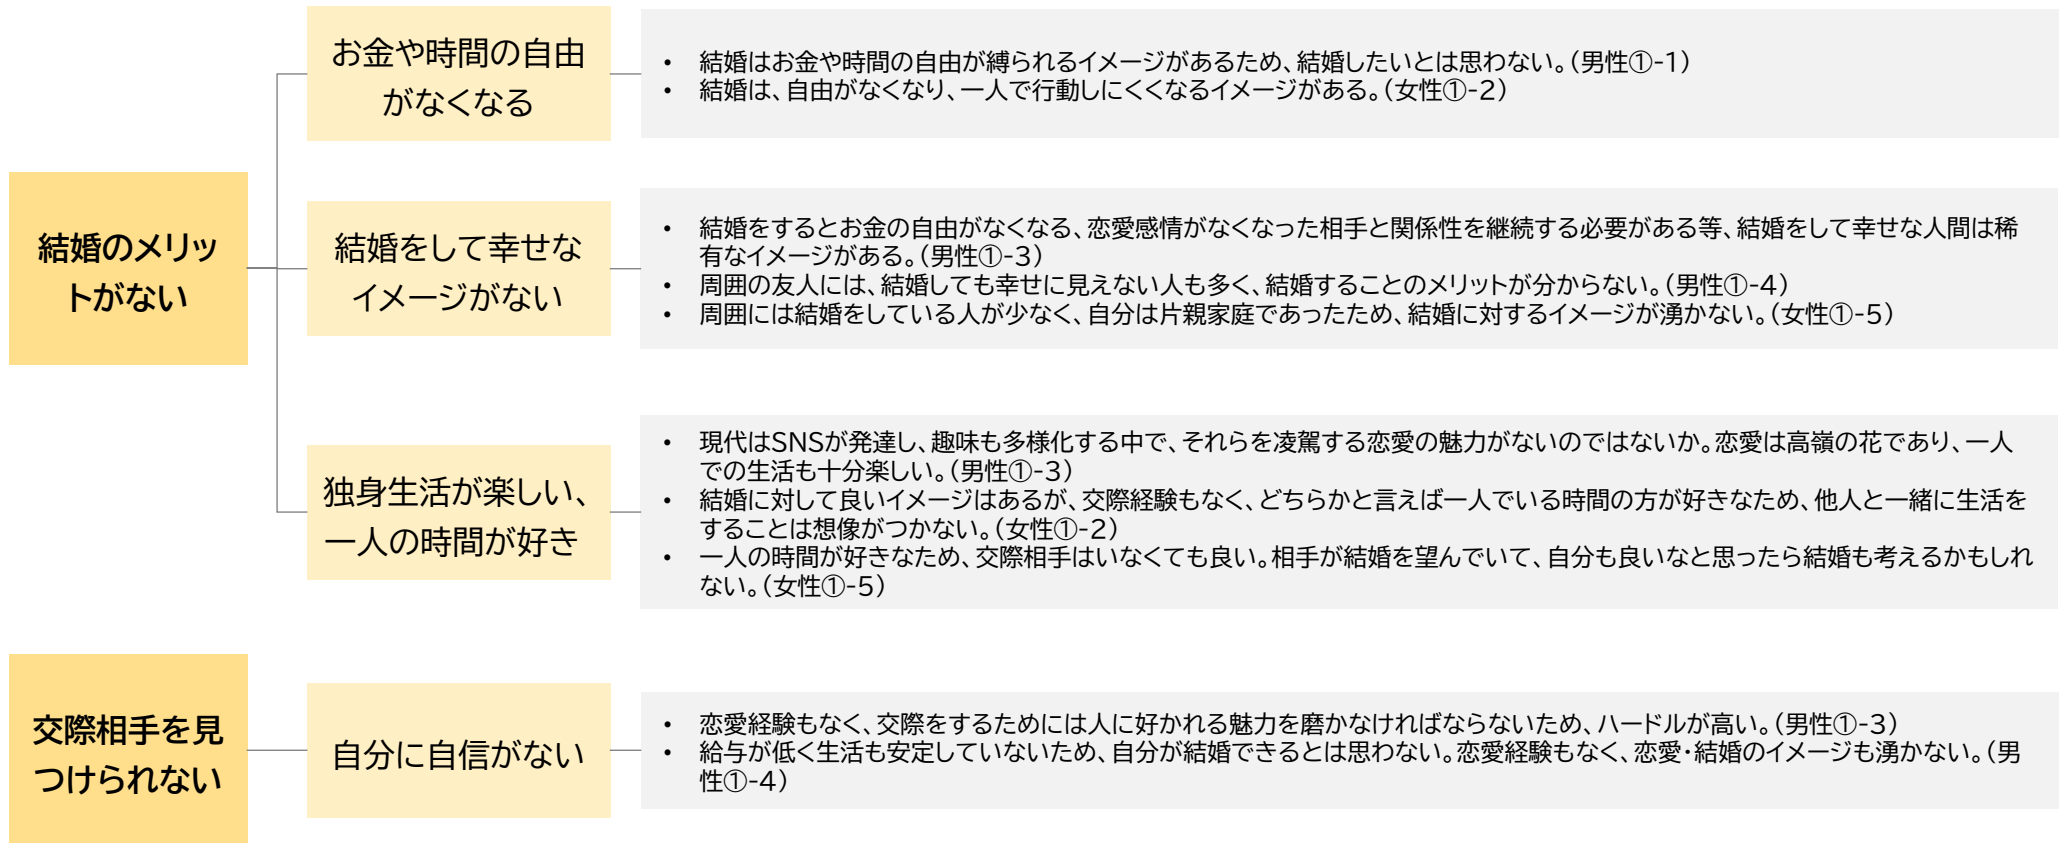 お金や時間の自由
がなくなる
・ 結婚はお金や時間の自由が縛られるイメージがあるため、結婚したいとは思わない。(男性①-1)
・ 結婚は、自由がなくなり、一人で行動しにくくなるイメージがある。(女性①-2)
結婚のメリッ
トがない
結婚をして幸せな
イメージがない
・ 結婚をするとお金の自由がなくなる、恋愛感情がなくなった相手と関係性を継続する必要がある等、結婚をして幸せな人間は稀
有なイメージがある。(男性①-3)
・ 周囲の友人には、結婚しても幸せに見えない人も多く、結婚することのメリットが分からない。(男性①-4)
・ 周囲には結婚をしている人が少なく、自分は片親家庭であったため、結婚に対するイメージが湧かない。(女性①-5)
独身生活が楽しい、
一人の時間が好き
・ 現代はSNSが発達し、趣味も多様化する中で、それらを凌駕する恋愛の魅力がないのではないか。恋愛は高嶺の花であり、一人
での生活も十分楽しい。(男性①-3)
・ 結婚に対して良いイメージはあるが、交際経験もなく、どちらかと言えば一人でいる時間の方が好きなため、他人と一緒に生活を
することは想像がつかない。(女性①-2)
・ 一人の時間が好きなため、交際相手はいなくても良い。相手が結婚を望んでいて、自分も良いなと思ったら結婚も考えるかもしれ
ない。(女性①-5)
交際相手を見
つけられない
自分に自信がない
・ 恋愛経験もなく、交際をするためには人に好かれる魅力を磨かなければならないため、ハードルが高い。(男性①-3)
・ 給与が低く生活も安定していないため、自分が結婚できるとは思わない。恋愛経験もなく、恋愛・結婚のイメージも湧かない。(男
性①-4)